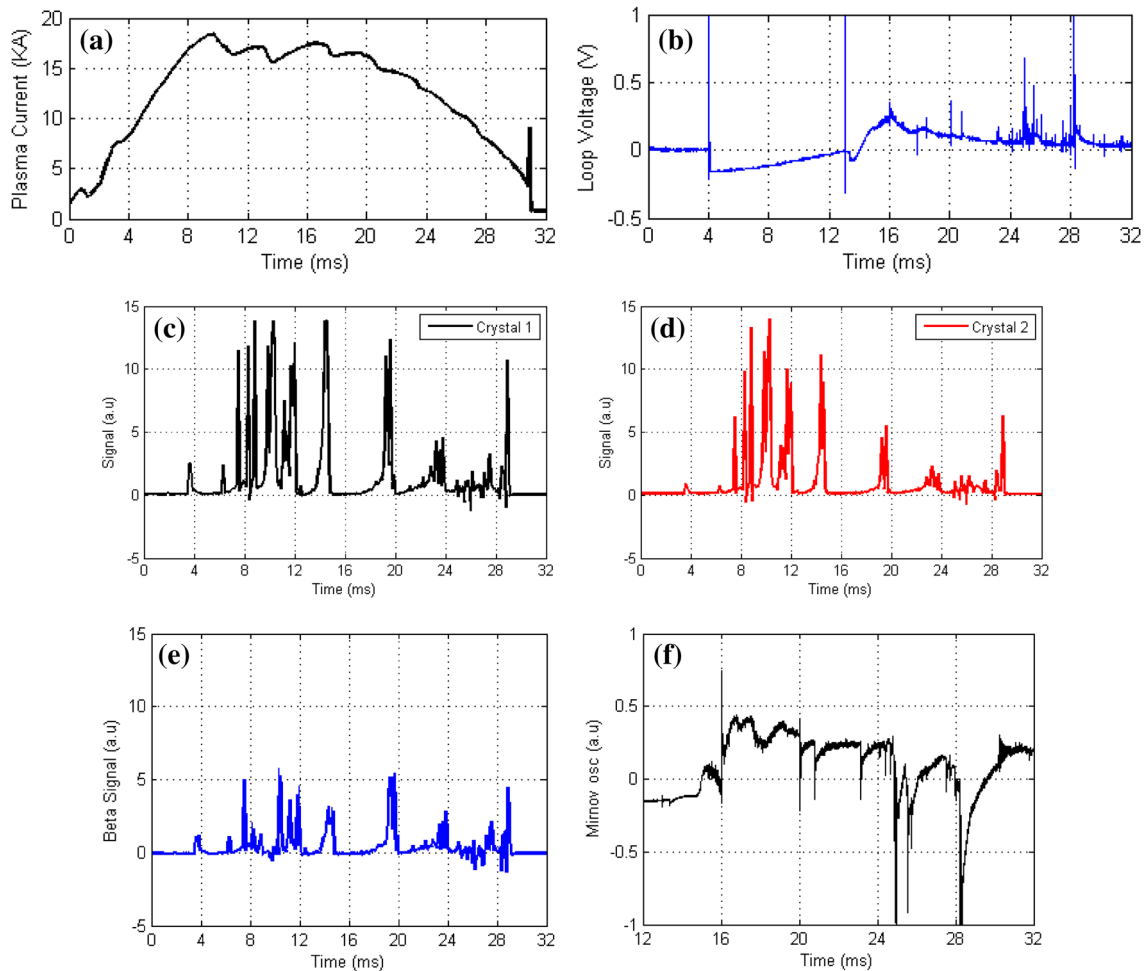 (a)
Plasma Current (KA)
20
15
10
5
0
0 4 8 12 16 20 24 28 32
Time (ms)
(b)
Loop Voltage (V)
1
0.5
0
-0.5
0 4 8 12 16 20 24 28 32
Time (ms)
(c)
Crystal 1
Signal (a.u)
15
10
5
0
-5
0 4 8 12 16 20 24 28 32
Time (ms)
(d)
Crystal 2
Signal (a.u)
15
10
5
0
-5
0 4 8 12 16 20 24 28 32
Time (ms)
(e)
Beta Signal (a.u)
15
10
5
0
-5
0 4 8 12 16 20 24 28 32
Time (ms)
(f)
Mirnov osc (a.u)
1
0.5
0
-0.5
-1
12 16 20 24 28 32
Time (ms)